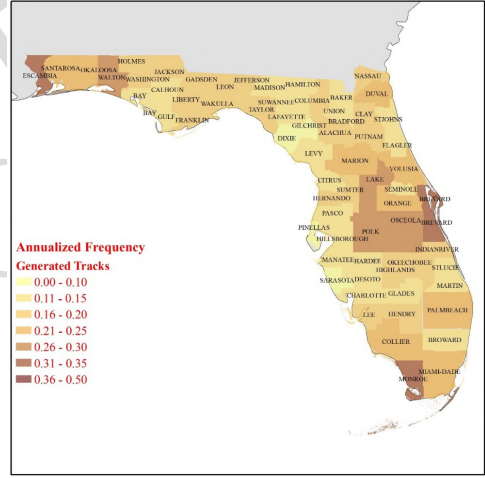 HOLMES
SANTAROSA OKALOOSA JACKSON NASSAU
ESCAMBIA WALTON WASHINGTON GADSDEN JEFFERSON HAMILTON
LEON MADISON DUVAL
CALHOUN BAKER
BAY LIBERTY WAKULLA SUWANNEE COLUMBIA
TAYLOR UNION CLAY
BAY GULF FRANKLIN LAFAYETTE BRADFORD STJOHNS
GILCHRIST
DIXIE ALACHUA PUTNAM
FLAGLER
LEVY
MARION VOLUSIA
CITRUS LAKE
SUMTER SEMINOLE
HERNANDO ORANGE BREVARD
PASCO
OSCEOLA BREVARD
PINELLAS POLK
HILLSBOROUGH
INDIANRIVER
MANATEE HARDEE OKEECHOBEE
HIGHLANDS STLUCIE
SARASOTA DESOTO
MARTIN
CHARLOTTE GLADES
PALMBEACH
LEE HENDRY
COLLIER BROWARD
MIAMI-DADE
MONROE
Annualized Frequency
Generated Tracks
0.00 - 0.10
0.11 - 0.15
0.16 - 0.20
0.21 - 0.25
0.26 - 0.30
0.31 - 0.35
0.36 - 0.50